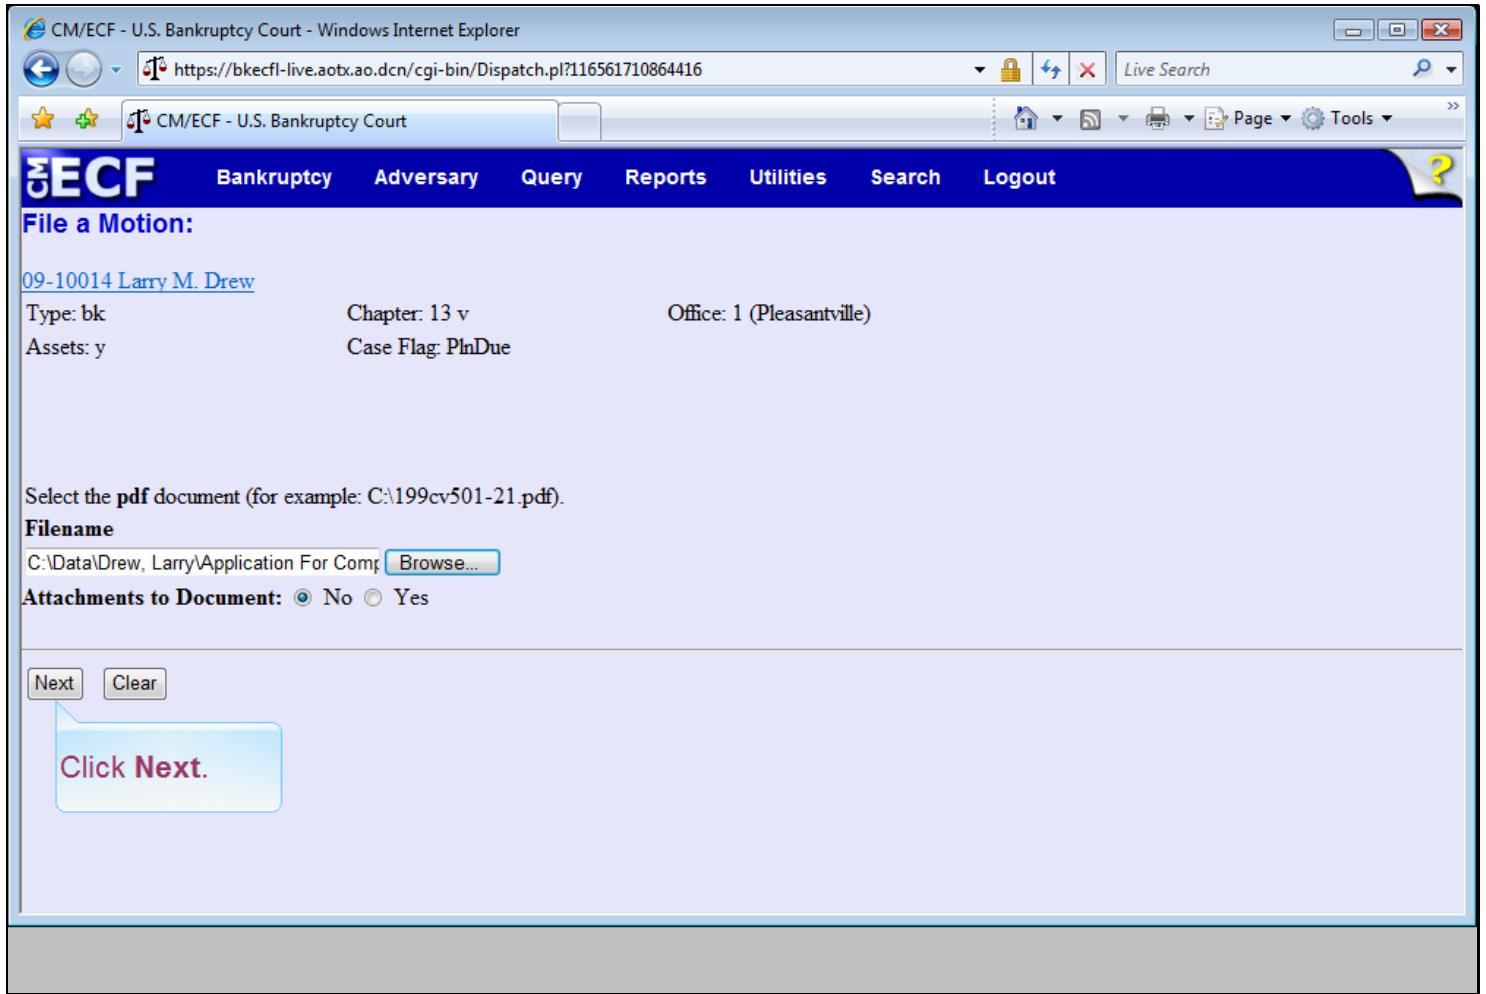 CM/ECF - U.S. Bankruptcy Court - Windows Internet Explorer
https://bkecfl-live.aotx.ao.dcn/cgi-bin/Dispatch.pl?116561710864416
Live Search
CM/ECF - U.S. Bankruptcy Court
Page
Tools
CM ECF Bankruptcy Adversary Query Reports Utilities Search Logout ?
File a Motion:
09-10014 Larry M. Drew
Type: bk Chapter: 13 v Office: 1 (Pleasantville)
Assets: y Case Flag: PlnDue
Select the pdf document (for example: C:\199cv501-21.pdf).
Filename
C:\Data\Drew, Larry\Application For Comp Browse...
Attachments to Document: No Yes
Next Clear
Click Next.